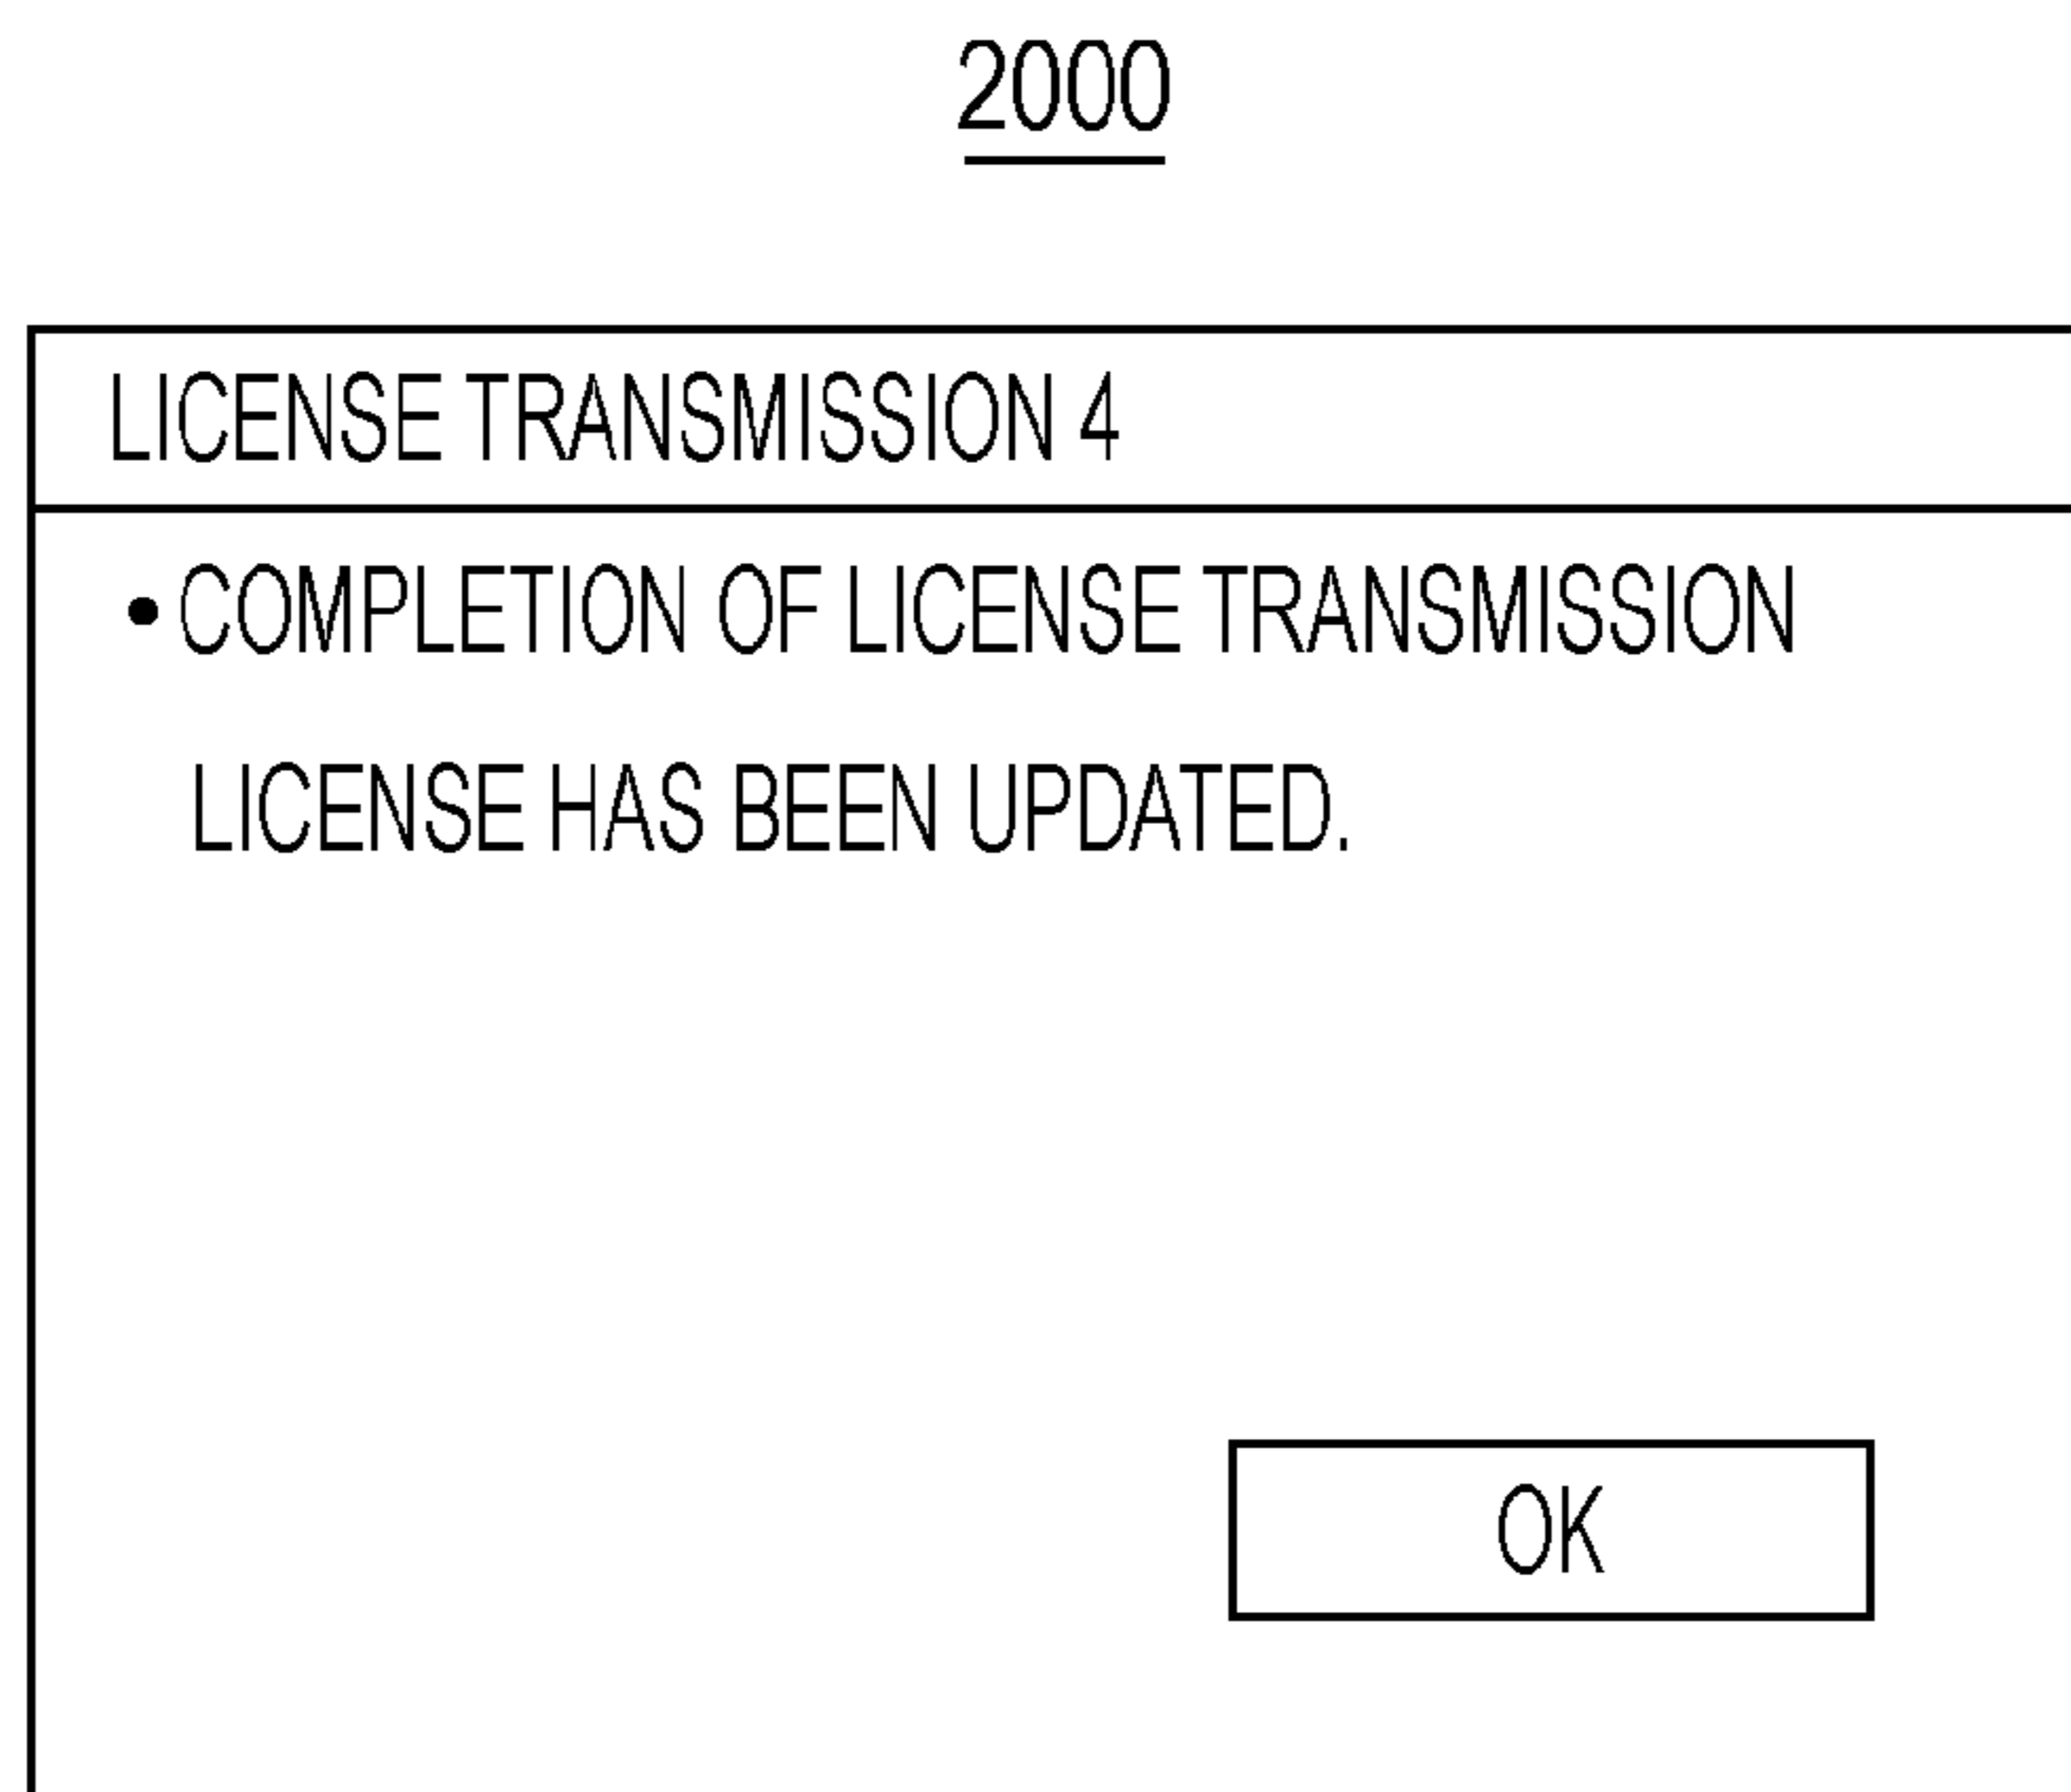 2000
LICENSE TRANSMISSION 4
• COMPLETION OF LICENSE TRANSMISSION
LICENSE HAS BEEN UPDATED.
OK